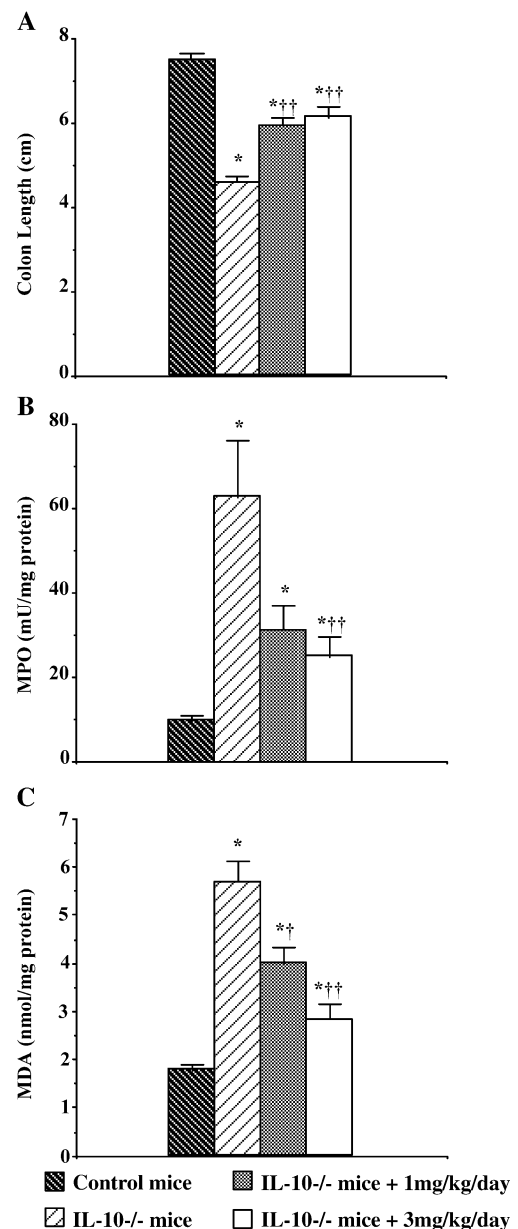 A
8
6
4
2
0
Colon Length (cm)
*
*††
*††
B
80
60
40
20
0
MPO (mU/mg protein)
*
*
*††
C
7
6
5
4
3
2
1
0
MDA (nmol/mg protein)
*
*†
*††
Control mice
IL-10-/- mice + 1mg/kg/day
IL-10-/- mice
IL-10-/- mice + 3mg/kg/day